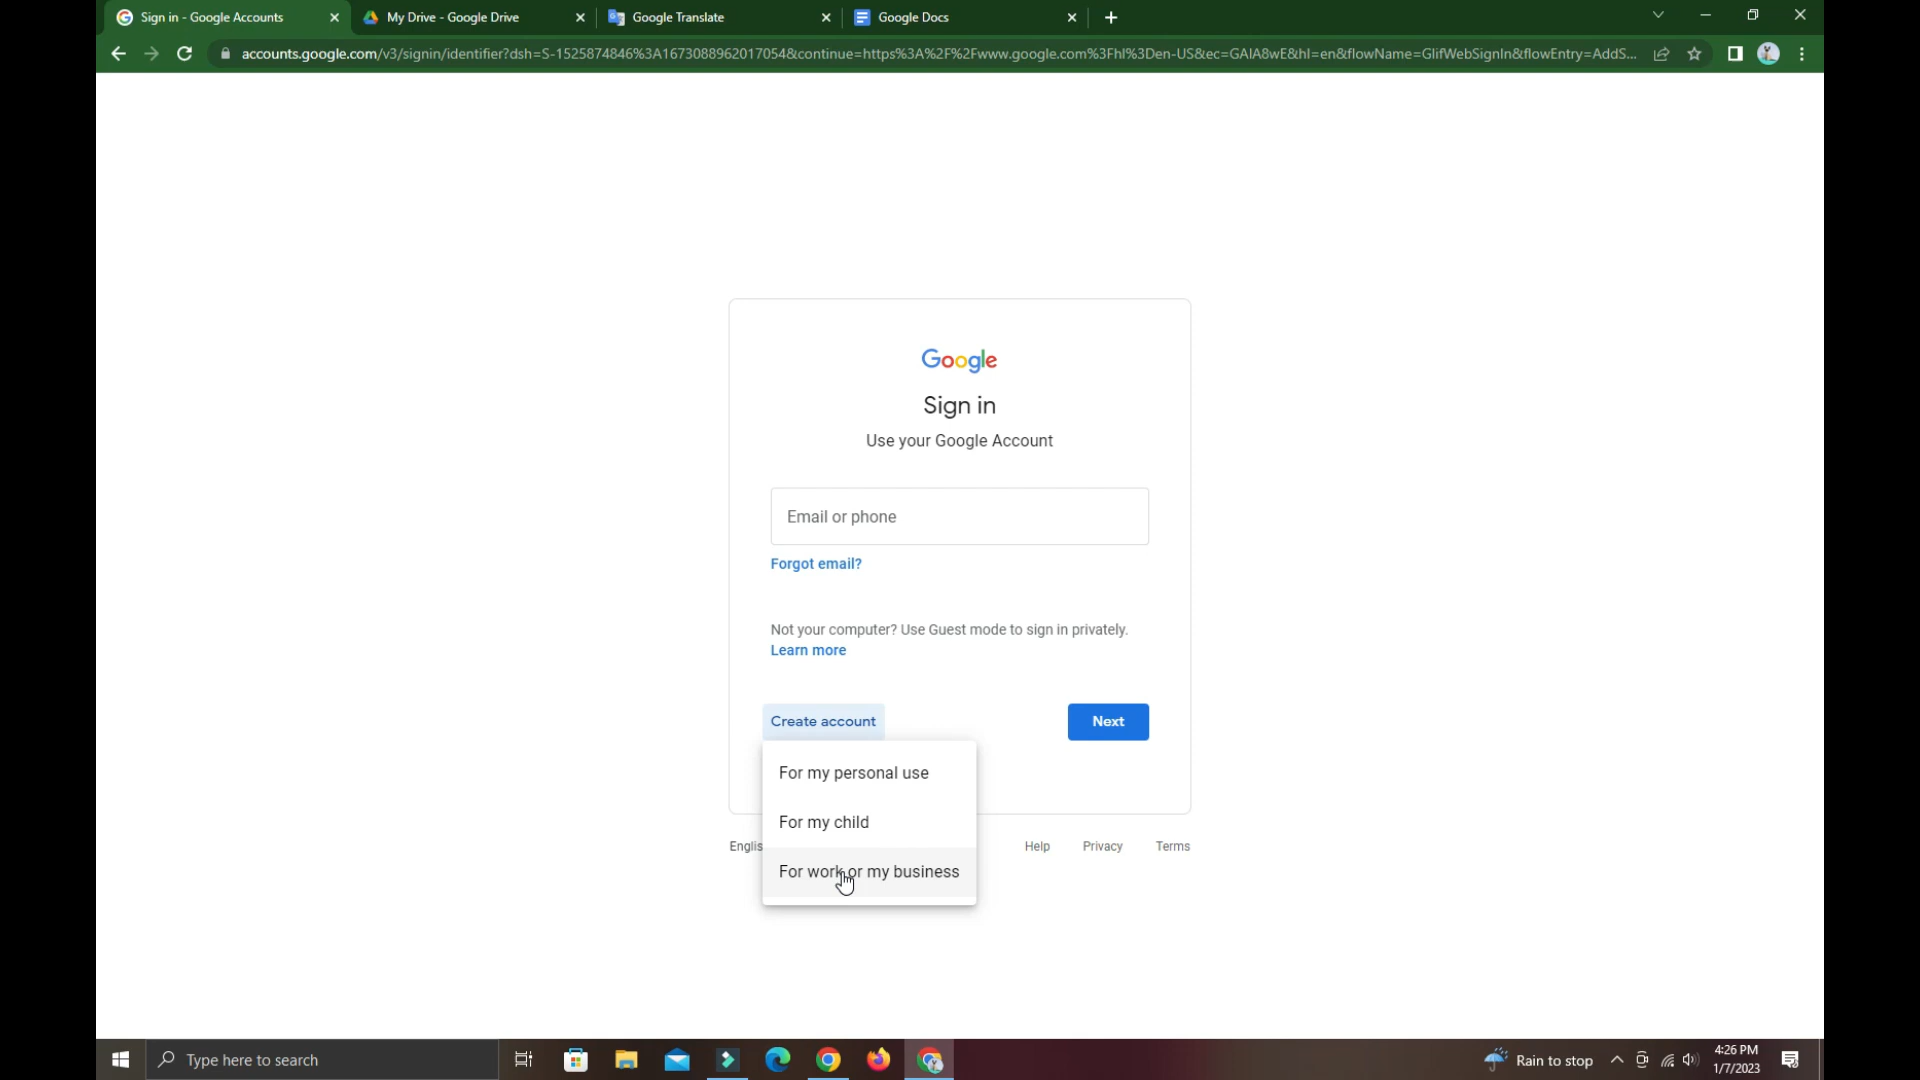 Sign in - Google Accounts
My Drive - Google Drive
Google Translate
Google Docs
accounts.google.com/v3/signin/identifier?dsh=S-1525874846%3A1673088962017054&continue=https%3A%2F%2Fwww.google.com%3Fhl%3Den-US&ec=GAlA8wE&hl=en&flowName=GlifWebSignIn&flowEntry=AddS...
Google
Sign in
Use your Google Account
Email or phone
Forgot email?
Not your computer? Use Guest mode to sign in privately.
Learn more
Create account
Next
For my personal use
For my child
Englis
Help
Privacy
Terms
For work or my business
Type here to search
Rain to stop
4:26 PM
1/7/2023